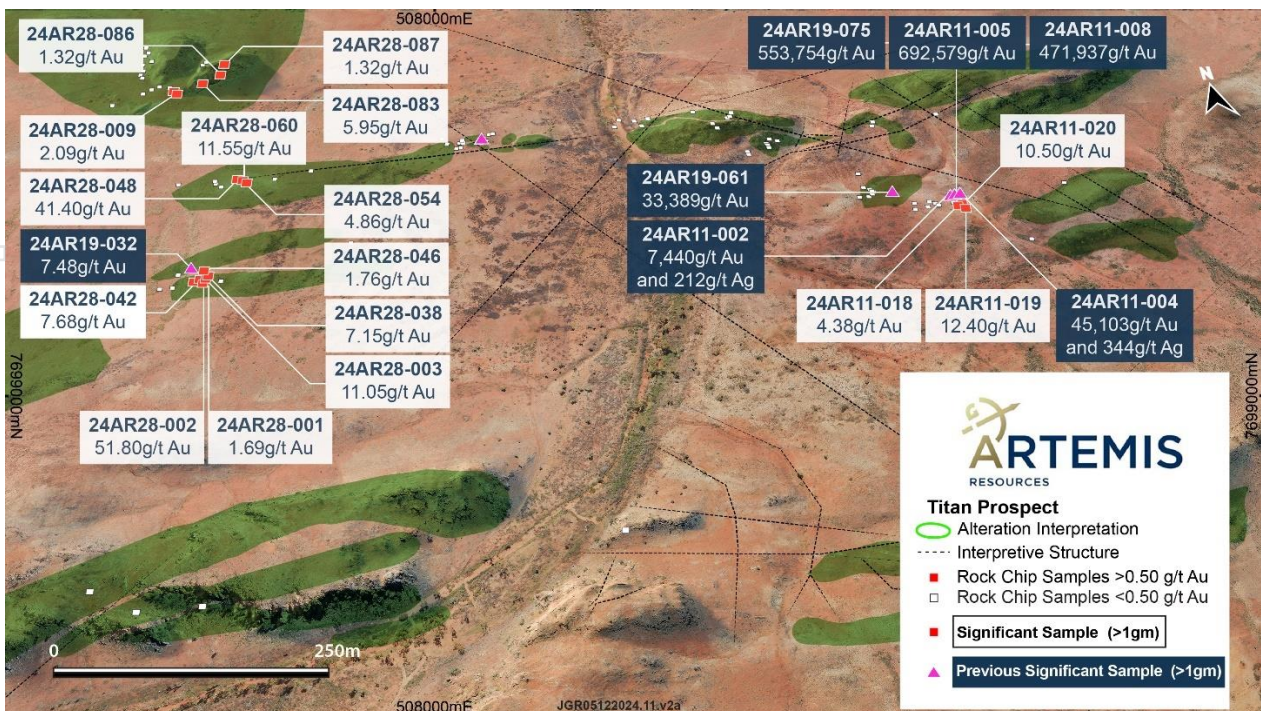 508000mE
24AR28-086
1.32g/t Au
24AR28-087
1.32g/t Au
24AR28-083
5.95g/t Au
24AR28-009
2.09g/t Au
24AR28-060
11.55g/t Au
24AR28-048
41.40g/t Au
24AR28-054
4.86g/t Au
24AR19-032
7.48g/t Au
24AR28-046
1.76g/t Au
24AR28-042
7.68g/t Au
24AR28-038
7.15g/t Au
24AR28-003
11.05g/t Au
24AR28-002
51.80g/t Au
24AR28-001
1.69g/t Au
24AR19-075
553,754g/t Au
24AR11-005
692,579g/t Au
24AR11-008
471,937g/t Au
N
24AR11-020
10.50g/t Au
24AR19-061
33,389g/t Au
24AR11-002
7,440g/t Au
and 212g/t Ag
24AR11-018
4.38g/t Au
24AR11-019
12.40g/t Au
24AR11-004
45,103g/t Au
and 344g/t Ag
7699000mN
7699000mN
ARTEMIS
RESOURCES
Titan Prospect
Alteration Interpretation
Interpretive Structure
Rock Chip Samples >0.50 g/t Au
Rock Chip Samples <0.50 g/t Au
Significant Sample (>1gm)
Previous Significant Sample (>1gm)
0 250m
508000mE
JGR05122024.11.v2a